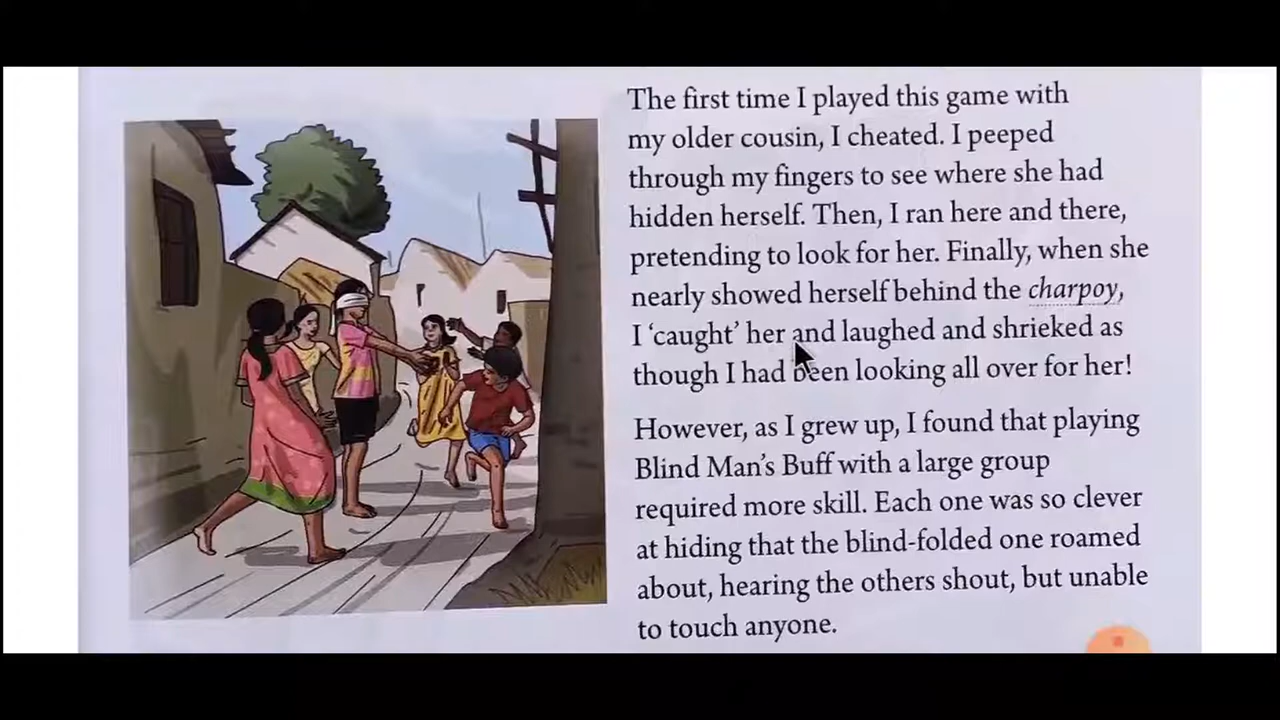 The first time I played this game with
my older cousin, I cheated. I peeped
through my fingers to see where she had
hidden herself. Then, I ran here and there,
pretending to look for her. Finally, when she
nearly showed herself behind the charpoy,
I ‘caught’ her and laughed and shrieked as
though I had been looking all over for her!
However, as I grew up, I found that playing
Blind Man’s Buff with a large group
required more skill. Each one was so clever
at hiding that the blind-folded one roamed
about, hearing the others shout, but unable
to touch anyone.